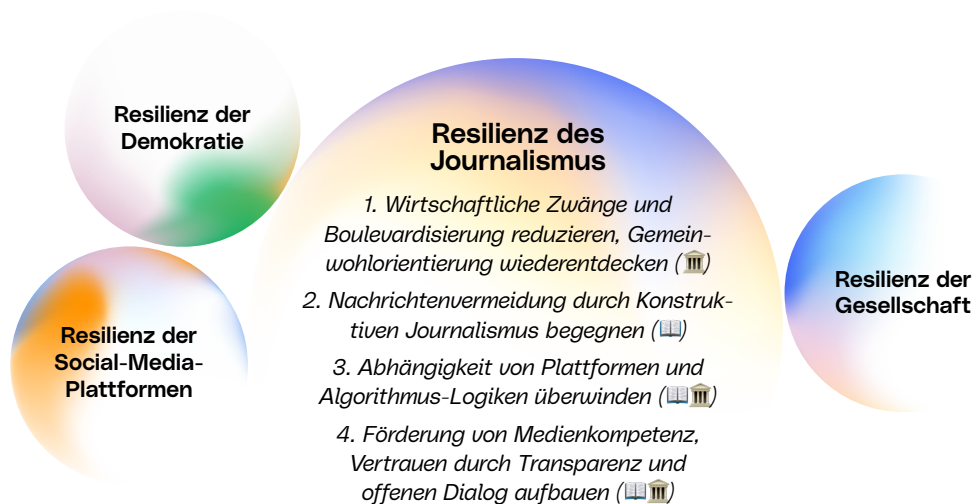 Resilienz der
Demokratie
Resilienz des
Journalismus
1. Wirtschaftliche Zwänge und
Boulevardisierung reduzieren, Gemein-
wohlorientierung wiederentdecken (🏛)
2. Nachrichtenvermeidung durch Konstruk-
tiven Journalismus begegnen (📖)
3. Abhängigkeit von Plattformen und
Algorithmus-Logiken überwinden (📖🏛)
4. Förderung von Medienkompetenz,
Vertrauen durch Transparenz und
offenen Dialog aufbauen (📖🏛)
Resilienz der
Social-Media-
Plattformen
Resilienz der
Gesellschaft